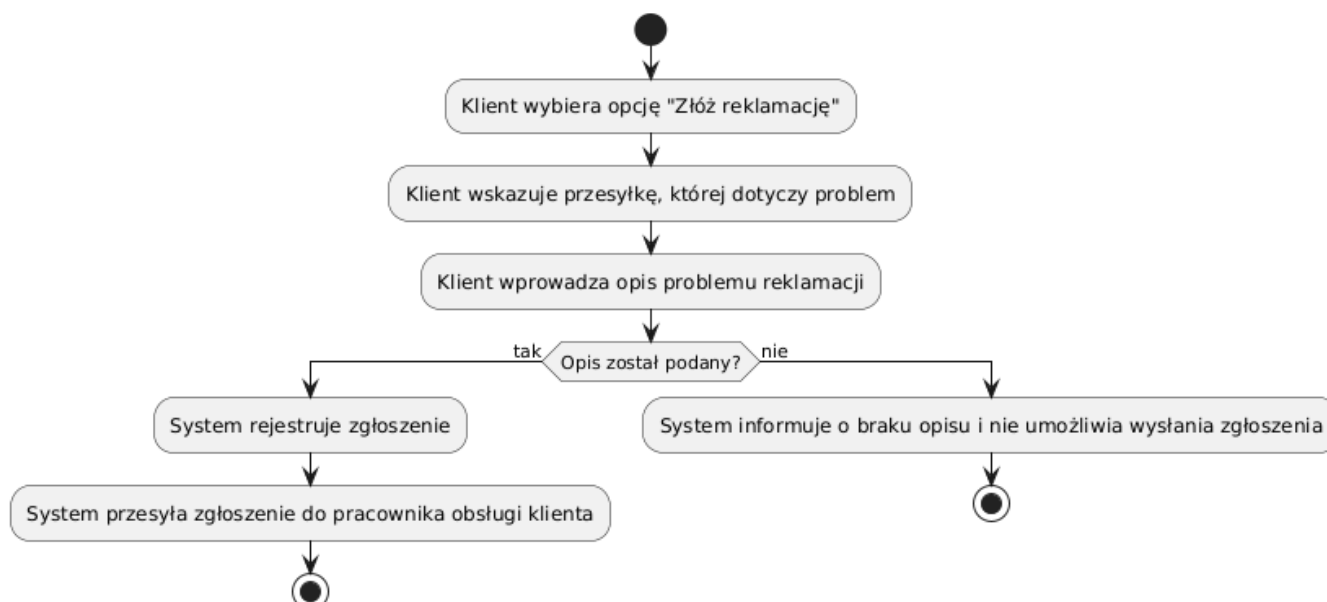 Klient wybiera opcję "Złóż reklamację"
Klient wskazuje przesyłkę, której dotyczy problem
Klient wprowadza opis problemu reklamacji
tak
Opis został podany?
nie
System rejestruje zgłoszenie
System informuje o braku opisu i nie umożliwia wysłania zgłoszenia
System przesyła zgłoszenie do pracownika obsługi klienta